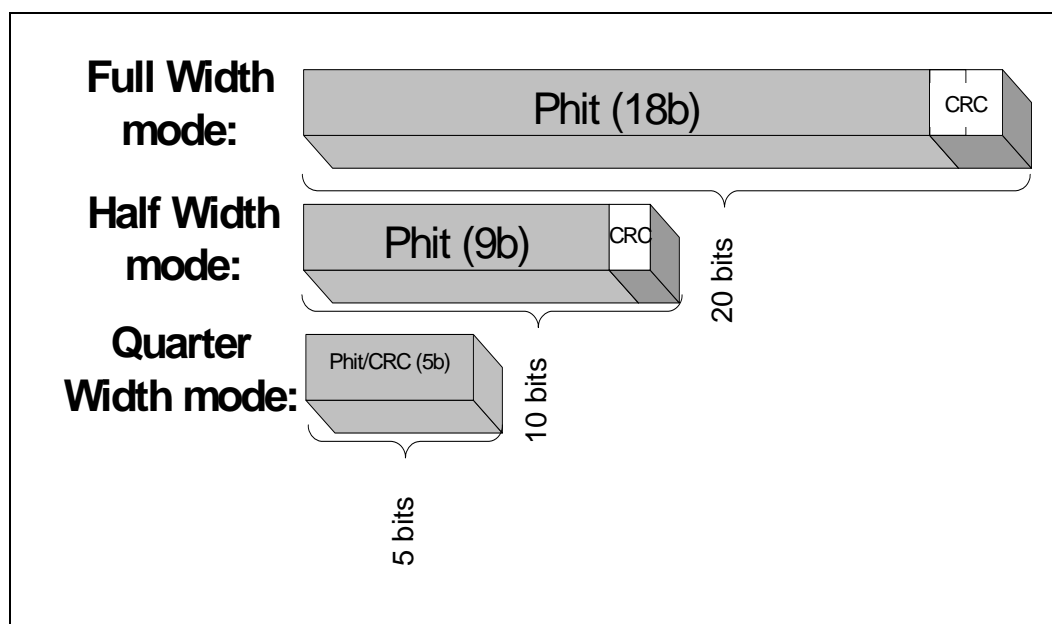 Full Width
mode:
Phit (18b)
CRC
20 bits
Half Width
mode:
Phit (9b)
CRC
10 bits
Quarter
Width mode:
Phit/CRC (5b)
5 bits